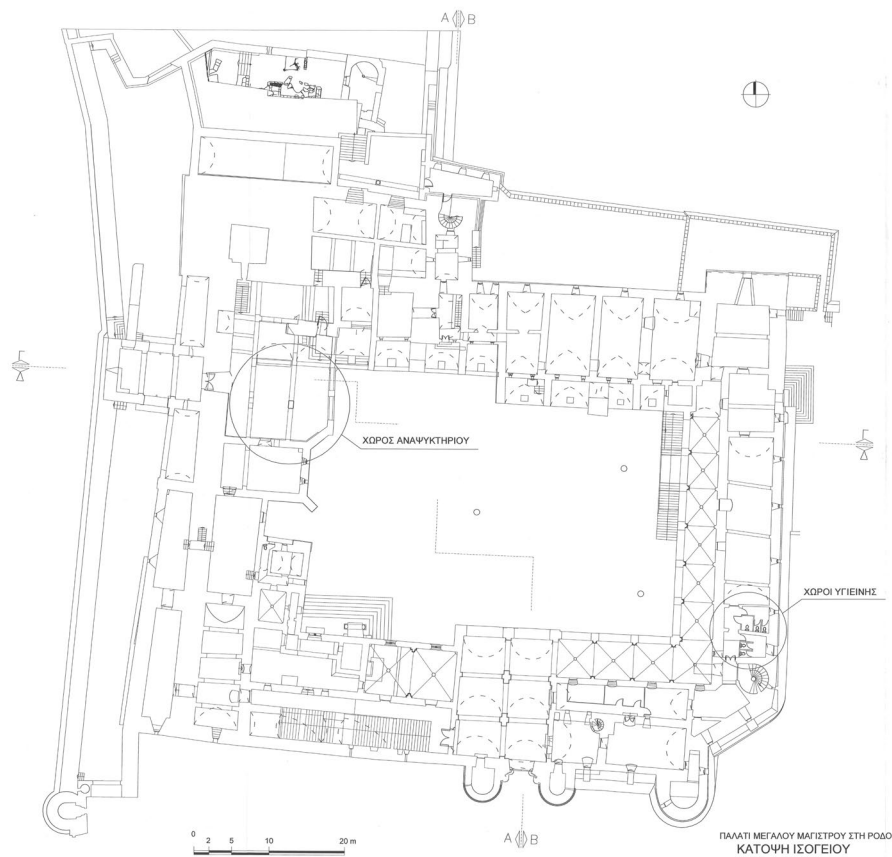 A B
Γ
ΧΩΡΟΣ ΑΝΑΨΥΚΤΗΡΙΟΥ
Γ
ΧΩΡΟΙ ΥΓΙΕΙΝΗΣ
0 2 5 10 20 m
A B
ΠΑΛΑΤΙ ΜΕΓΑΛΟΥ ΜΑΓΙΣΤΡΟΥ ΣΤΗ ΡΟΔΟ
ΚΑΤΟΨΗ ΙΣΟΓΕΙΟΥ